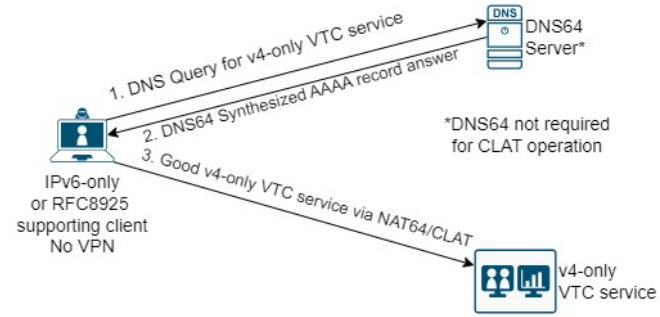 DNS
DNS64
Server*
1. DNS Query for v4-only VTC service
2. DNS64 Synthesized AAAA record answer
*DNS64 not required
for CLAT operation
3. Good v4-only VTC service via NAT64/CLAT
IPv6-only
or RFC8925
supporting client
No VPN
v4-only
VTC service